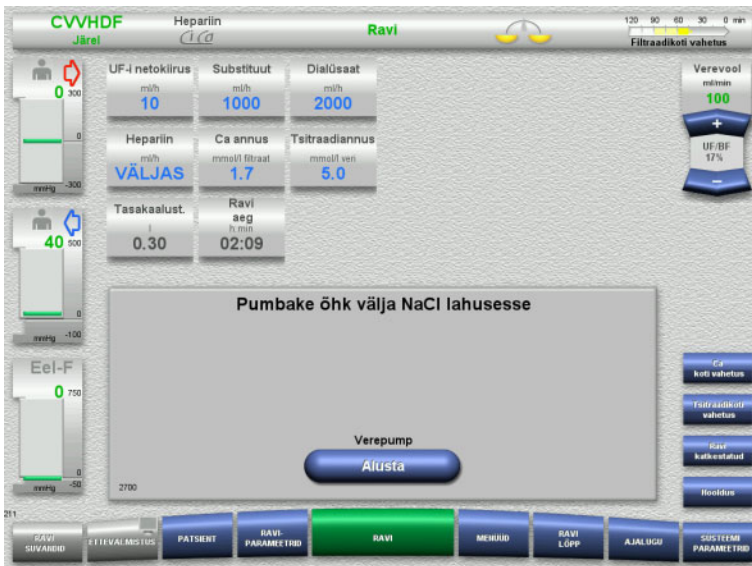 CVVHDF
Järel
Hepariin
Ci Ca
Ravi
120 90 60 30 0 min
Filtraadikoti vahetus
0
300
0
-300
mmHg
UF-i netokiirus
ml/h
10
Substituut
ml/h
1000
Dialüsaat
ml/h
2000
Verevool
ml/min
100
+
UF/BF
17%
–
Hepariin
ml/h
VÄLJAS
Ca annus
mmol/l filtraat
1.7
Tsitraadiannus
mmol/l veri
5.0
Tasakaalust.
l
0.30
Ravi
aeg
h:min
02:09
40
500
0
-100
mmHg
Eel-F
0
750
0
-50
mmHg
Pumbake õhk välja NaCl lahusesse
Verepump
Alusta
2700
Ca
koti vahetus
Tsitraadikoti
vahetus
Ravi
katkestatud
Hooldus
211
RAVI
SUVANDID
ETTEVALMISTUS
PATSIENT
RAVI-
PARAMEETRID
RAVI
MENÜÜD
RAVI
LÕPP
AJALUGU
SÜSTEEMI
PARAMEETRID